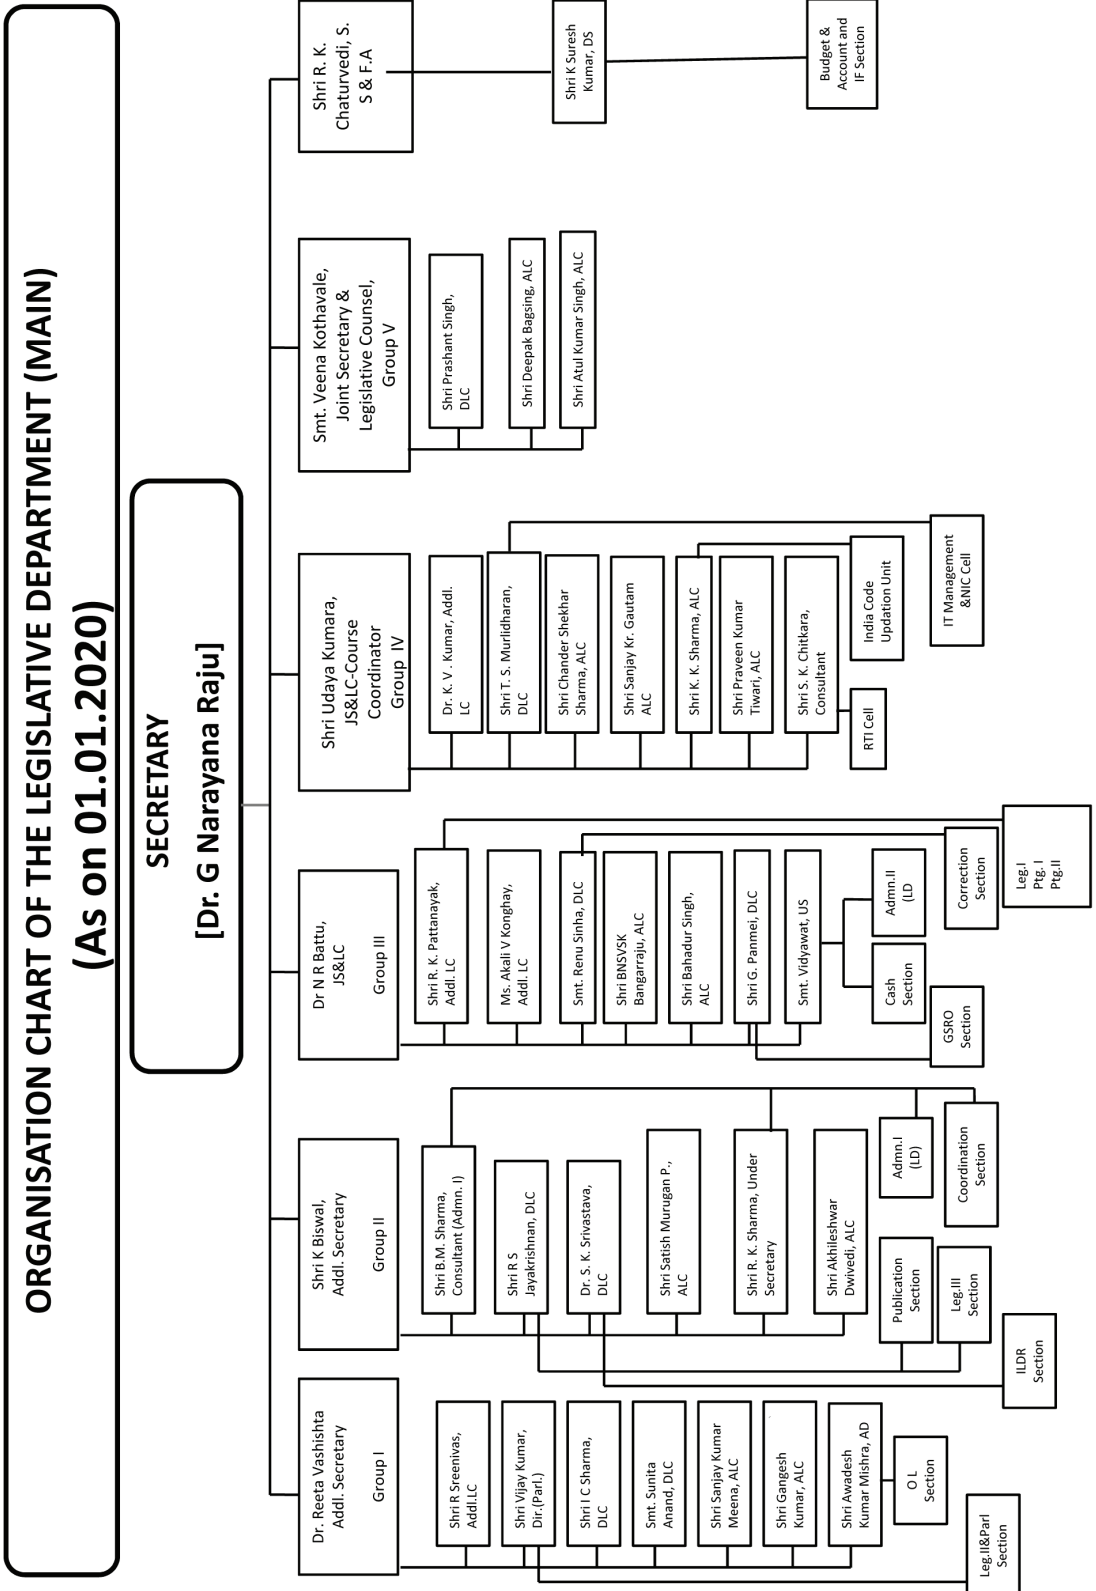 ORGANISATION CHART OF THE LEGISLATIVE DEPARTMENT (MAIN)
(As on 01.01.2020)
SECRETARY
[Dr. G Narayana Raju]
Dr. Reeta Vashishta
Addl. Secretary
Group I
Shri R Sreenivas,
Addl.LC
Shri Vijay Kumar,
Dir.(Parl.)
Shri I C Sharma,
DLC
Smt. Sunita
Anand, DLC
Shri Sanjay Kumar
Meena, ALC
Shri Gangesh
Kumar, ALC
Shri Awadesh
Kumar Mishra, AD
O L
Section
Leg.II&Parl
Section
Shri K Biswal,
Addl. Secretary
Group II
Shri B.M. Sharma,
Consultant (Admn. I)
Shri R S
Jayakrishnan, DLC
Dr. S. K. Srivastava,
DLC
Shri Satish Murugan P.,
ALC
Shri R. K. Sharma, Under
Secretary
Shri Akhileshwar
Dwivedi, ALC
Publication
Section
Admn.I
(LD)
Leg.III
Section
Coordination
Section
ILDR
Section
Dr N R Battu,
JS&LC
Group III
Shri R. K. Pattanayak,
Addl. LC
Ms. Akali V Konghay,
Addl. LC
Smt. Renu Sinha, DLC
Shri BNSVSK
Bangarraju, ALC
Shri Bahadur Singh,
ALC
Shri G. Panmei, DLC
Smt. Vidyawat, US
Cash
Section
Admn.II
(LD
GSRO
Section
Correction
Section
Leg.I
Ptg. I
Ptg.II
Shri Udaya Kumara,
JS&LC-Course
Coordinator
Group IV
Dr. K. V . Kumar, Addl.
LC
Shri T. S. Murlidharan,
DLC
Shri Chander Shekhar
Sharma, ALC
Shri Sanjay Kr. Gautam
ALC
Shri K. K. Sharma, ALC
Shri Praveen Kumar
Tiwari, ALC
Shri S. K. Chitkara,
Consultant
RTI Cell
India Code
Updation Unit
IT Management
&NIC Cell
Smt. Veena Kothavale,
Joint Secretary &
Legislative Counsel,
Group V
Shri Prashant Singh,
DLC
Shri Deepak Bagsing, ALC
Shri Atul Kumar Singh, ALC
Shri R. K.
Chaturvedi, S.
S & F.A
Shri K Suresh
Kumar, DS
Budget &
Account and
IF Section